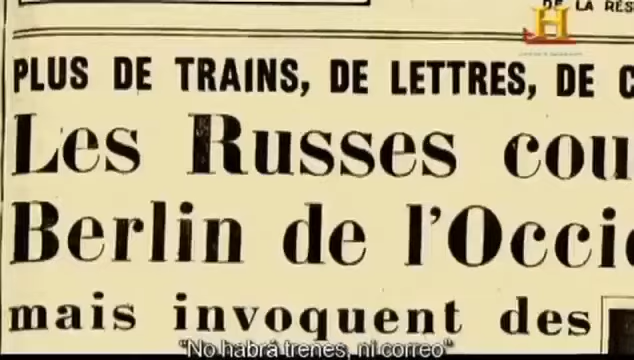 DE LA RÉS
H
PLUS DE TRAINS, DE LETTRES, DE C
Les Russes cou
Berlin de l'Occi
mais invoquent des
"No habrá trenes, ni correo"